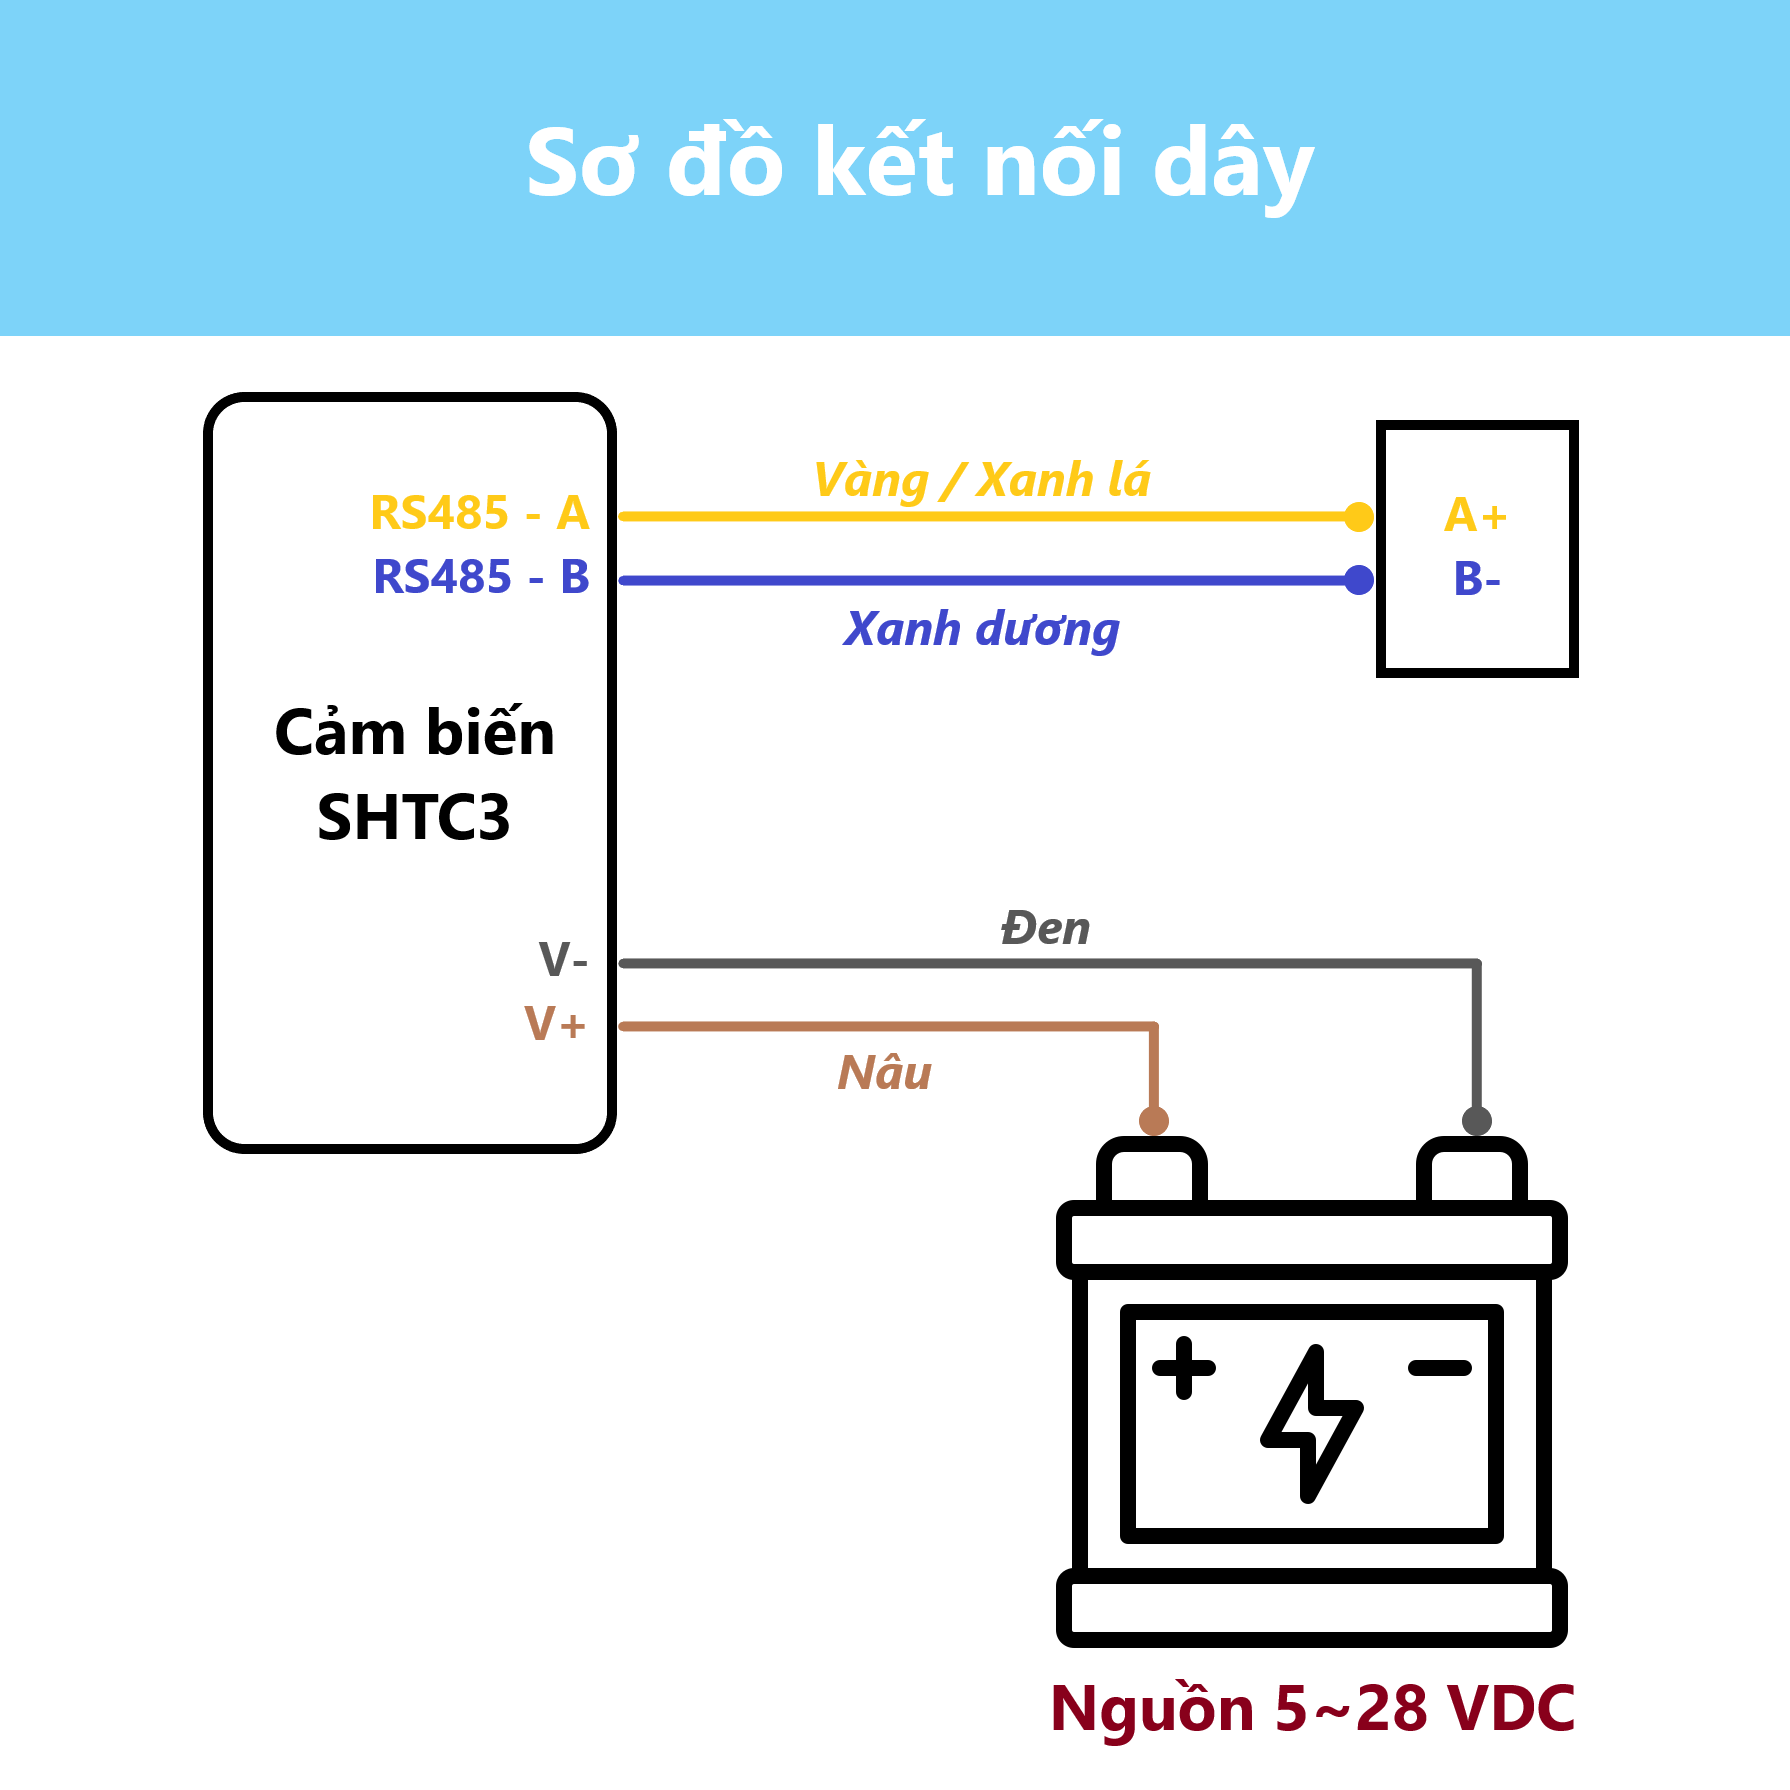 Sơ đồ kết nối dây
Vàng / Xanh lá
RS485 - A
A+
RS485 - B
B-
Xanh dương
Cảm biến
SHTC3
Đen
V-
V+
Nâu
+ −
Nguồn 5~28 VDC